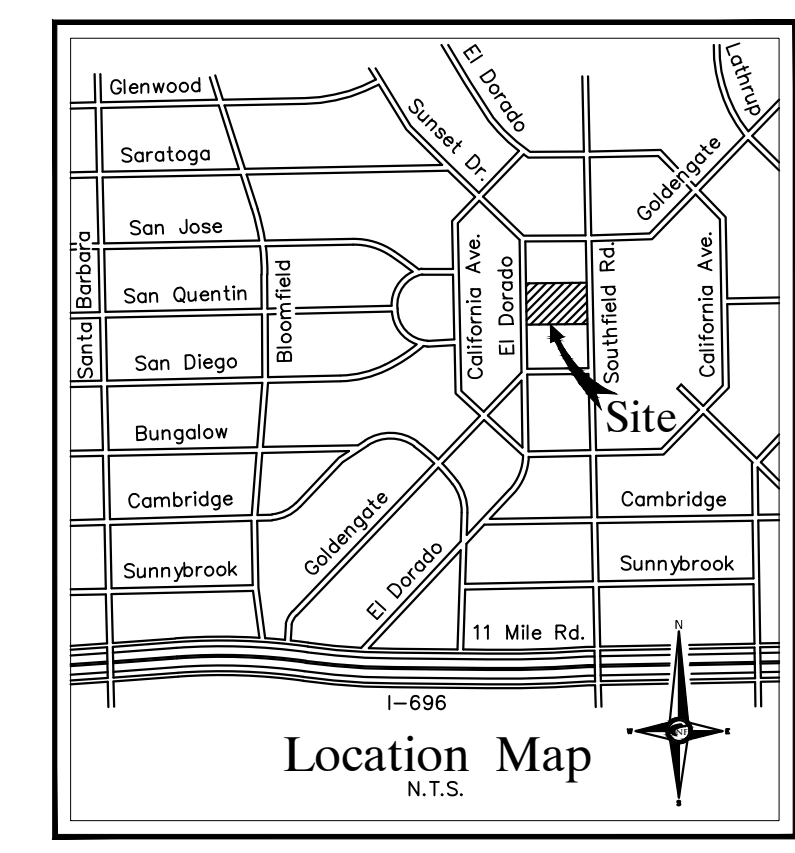 Glenwood
El Dorado
Lathrup
Sunset Dr.
Saratoga
Goldengate
San Jose
Santa Barbara
San Quentin
Bloomfield
California Ave.
El Dorado
Southfield Rd.
California Ave.
San Diego
Site
Bungalow
Cambridge
Goldengate
Cambridge
Sunnybrook
El Dorado
Sunnybrook
11 Mile Rd.
N
I-696
W
E
Location Map
N.T.S.
S